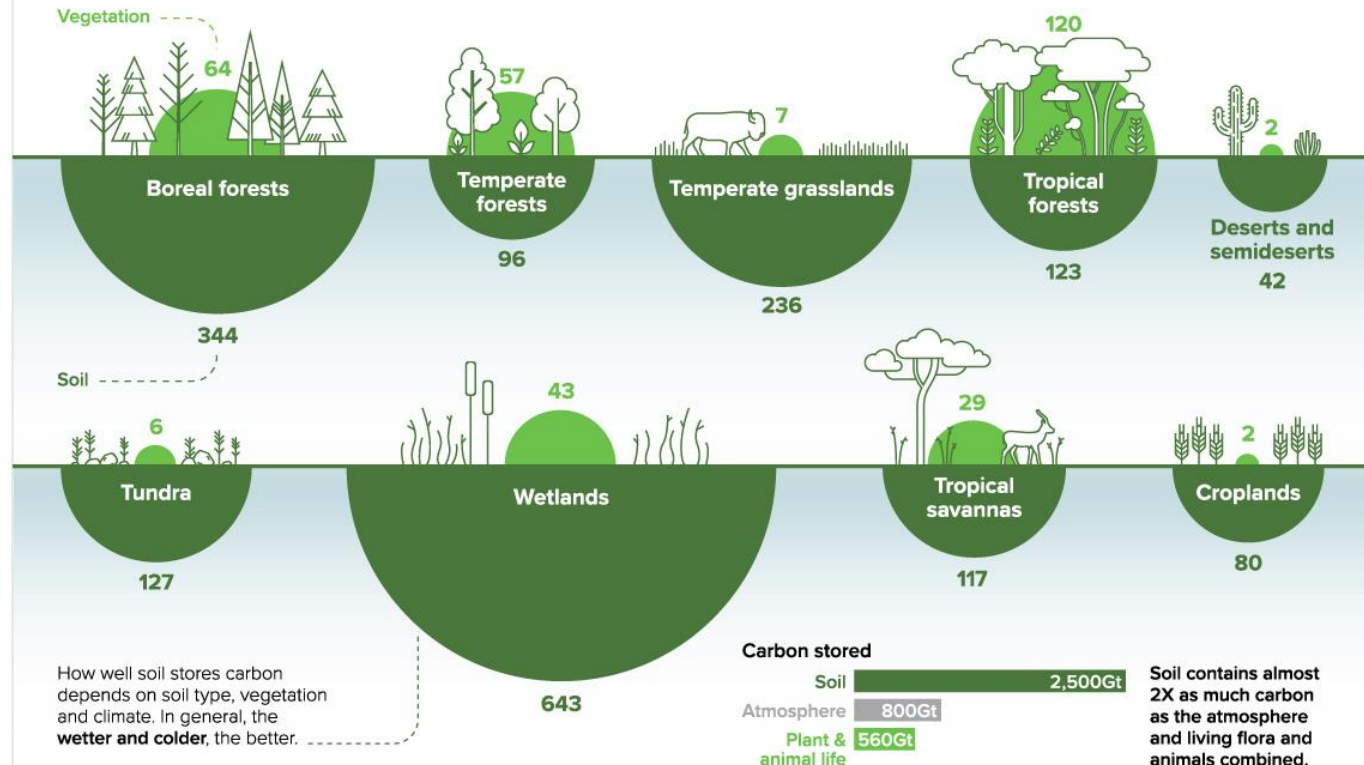 Vegetation
64
Boreal forests
344
Soil
57
Temperate
forests
96
7
Temperate grasslands
236
120
Tropical
forests
123
2
Deserts and
semideserts
42
6
Tundra
127
43
Wetlands
643
29
Tropical
savannas
117
2
Croplands
80
How well soil stores carbon
depends on soil type, vegetation
and climate. In general, the
wetter and colder, the better.
Carbon stored
Soil 2,500Gt
Atmosphere 800Gt
Plant & 560Gt
animal life
Soil contains almost
2X as much carbon
as the atmosphere
and living flora and
animals combined.